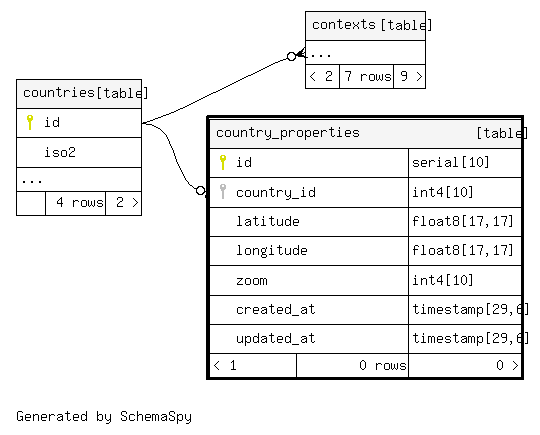 contexts [table]
...
< 2 7 rows 9 >
countries[table]
id
iso2
...
4 rows 2 >
country_properties [table]
id serial[10]
country_id int4[10]
latitude float8[17,17]
longitude float8[17,17]
zoom int4[10]
created_at timestamp[29,6]
updated_at timestamp[29,6]
< 1 0 rows 0 >
Generated by SchemaSpy